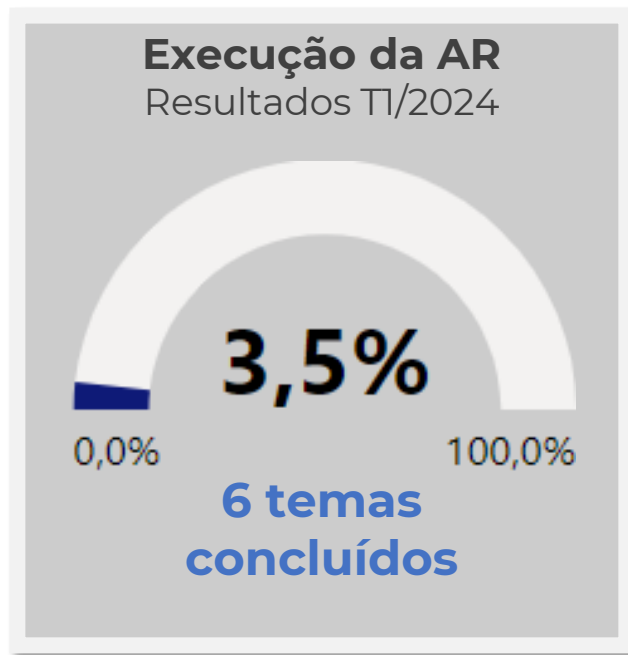 Execução da AR
Resultados T1/2024
3,5%
0,0%
100,0%
6 temas
concluídos